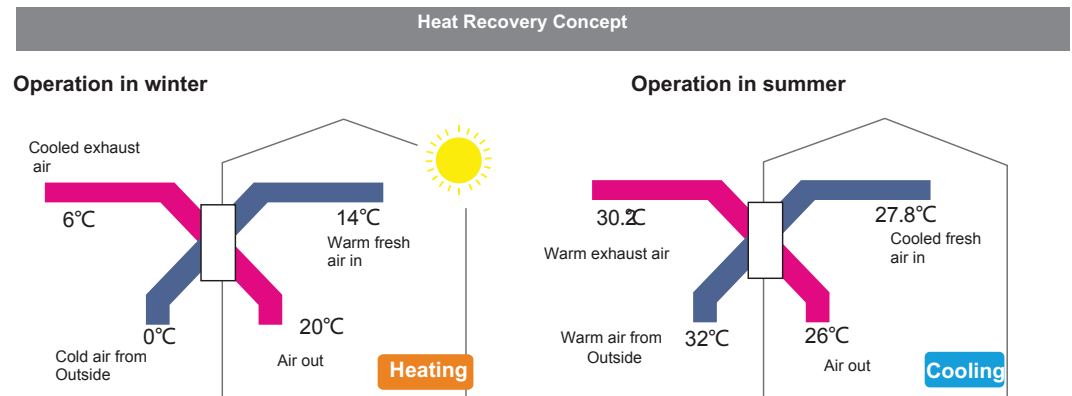 Heat Recovery Concept
Operation in winter
Cooled exhaust
air
6℃
14℃
Warm fresh
air in
0℃
Cold air from
Outside
20℃
Air out
Heating
Operation in summer
30.2℃
Warm exhaust air
27.8℃
Cooled fresh
air in
Warm air from
Outside
32℃
26℃
Air out
Cooling